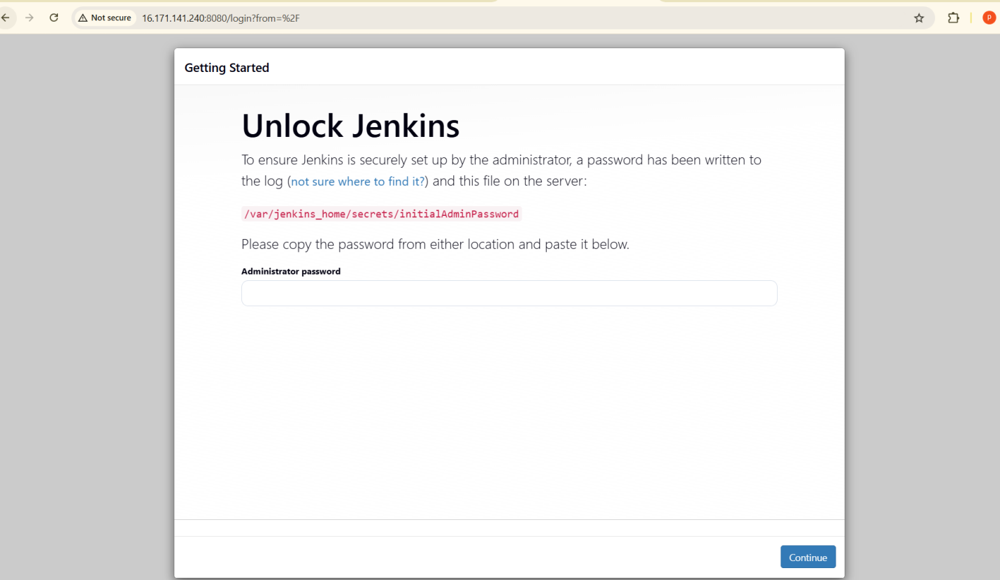 Not secure 16.171.141.240:8080/login?from=%2F
P
Getting Started
Unlock Jenkins
To ensure Jenkins is securely set up by the administrator, a password has been written to
the log (not sure where to find it?) and this file on the server:
/var/jenkins_home/secrets/initialAdminPassword
Please copy the password from either location and paste it below.
Administrator password
Continue